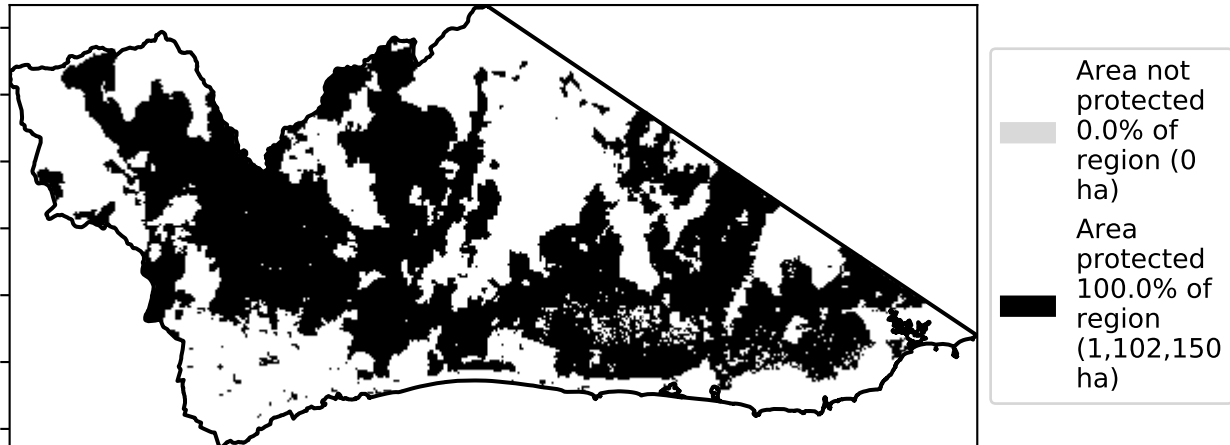 Area not
protected
0.0% of
region (0
ha)
Area
protected
100.0% of
region
(1,102,150
ha)